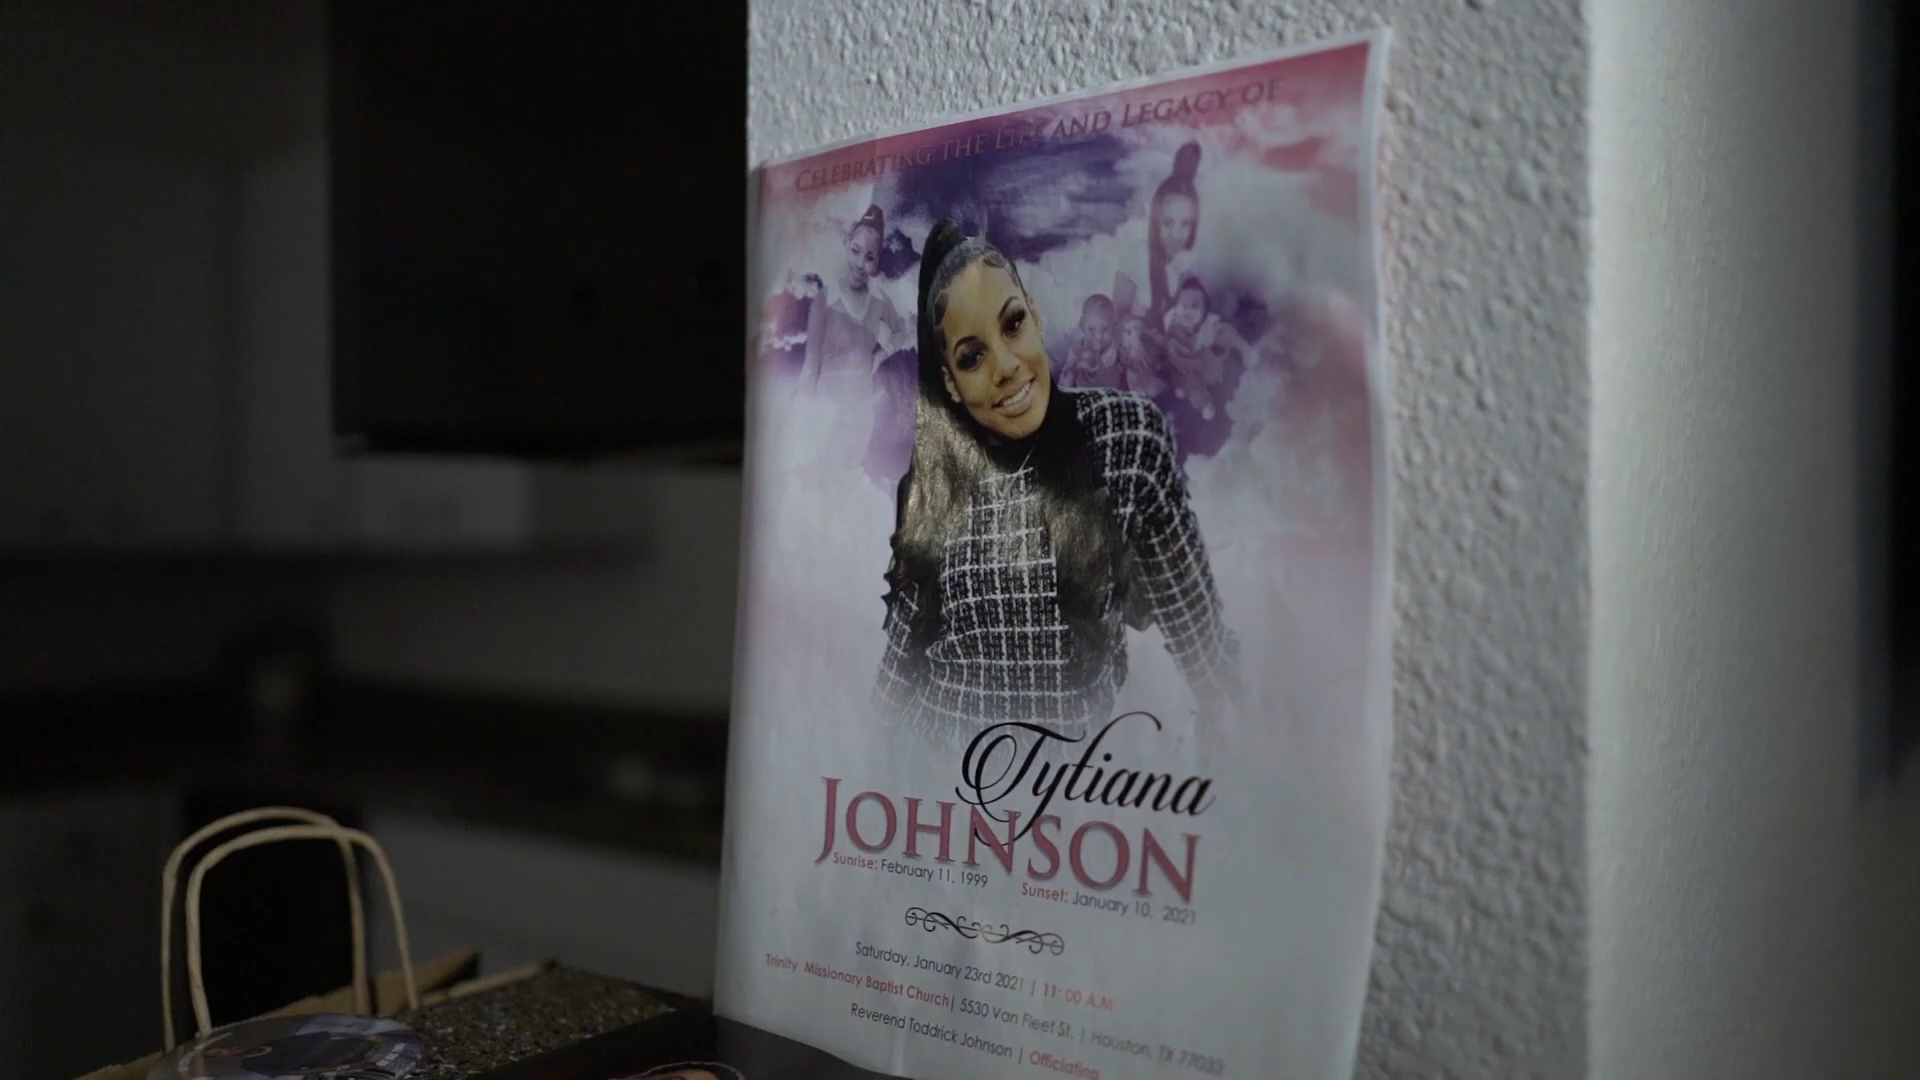 CELEBRATING THE LIFE AND LEGACY OF
Tytiana
JOHNSON
Sunrise: February 11, 1999
Sunset: January 10, 2021
Saturday, January 23rd 2021 | 11: 00 A.M
Trinity Missionary Baptist Church| 5530 Van Fleet St. | Houston, TX 77033
Reverend Toddrick Johnson | Officiating